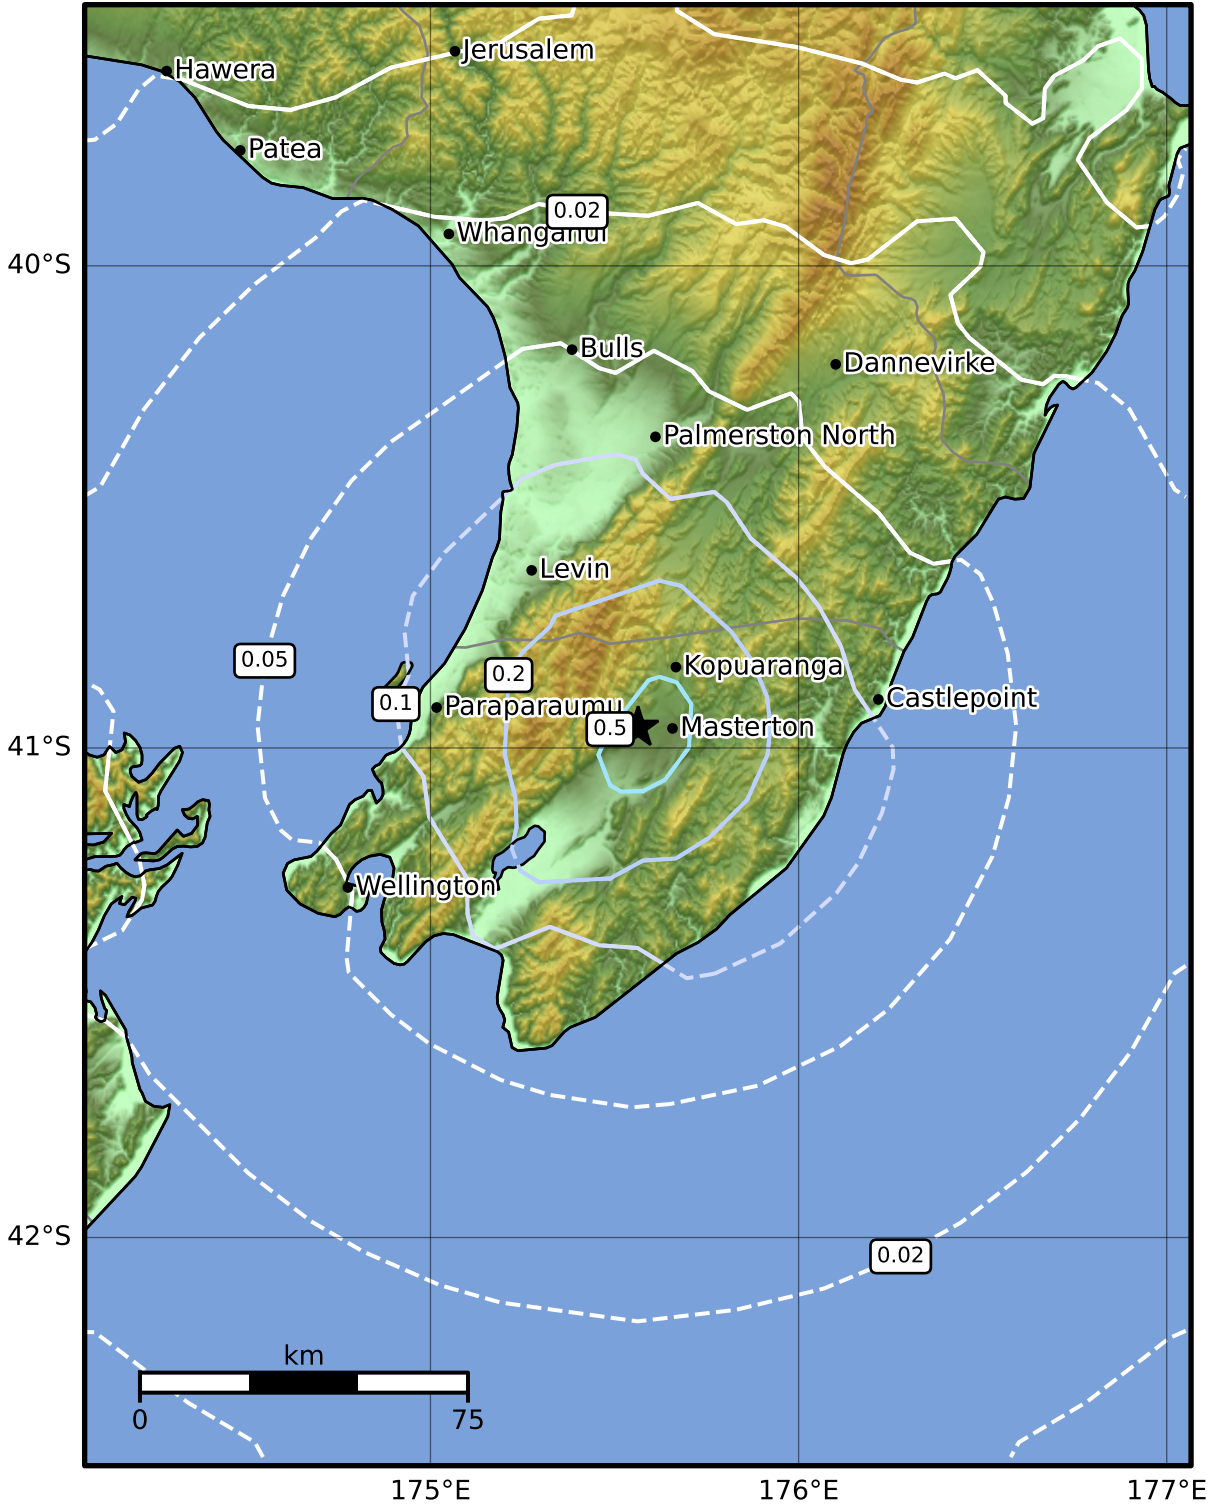 Jerusalem
Hawera
Patea
0.02
Whanganui
40°S
Bulls
Dannevirke
Palmerston North
Levin
0.05
0.2
Kopuaranga
0.1
Paraparaumu
Castlepoint
0.5
Masterton
41°S
Wellington
42°S
0.02
km
0
75
175°E
176°E
177°E